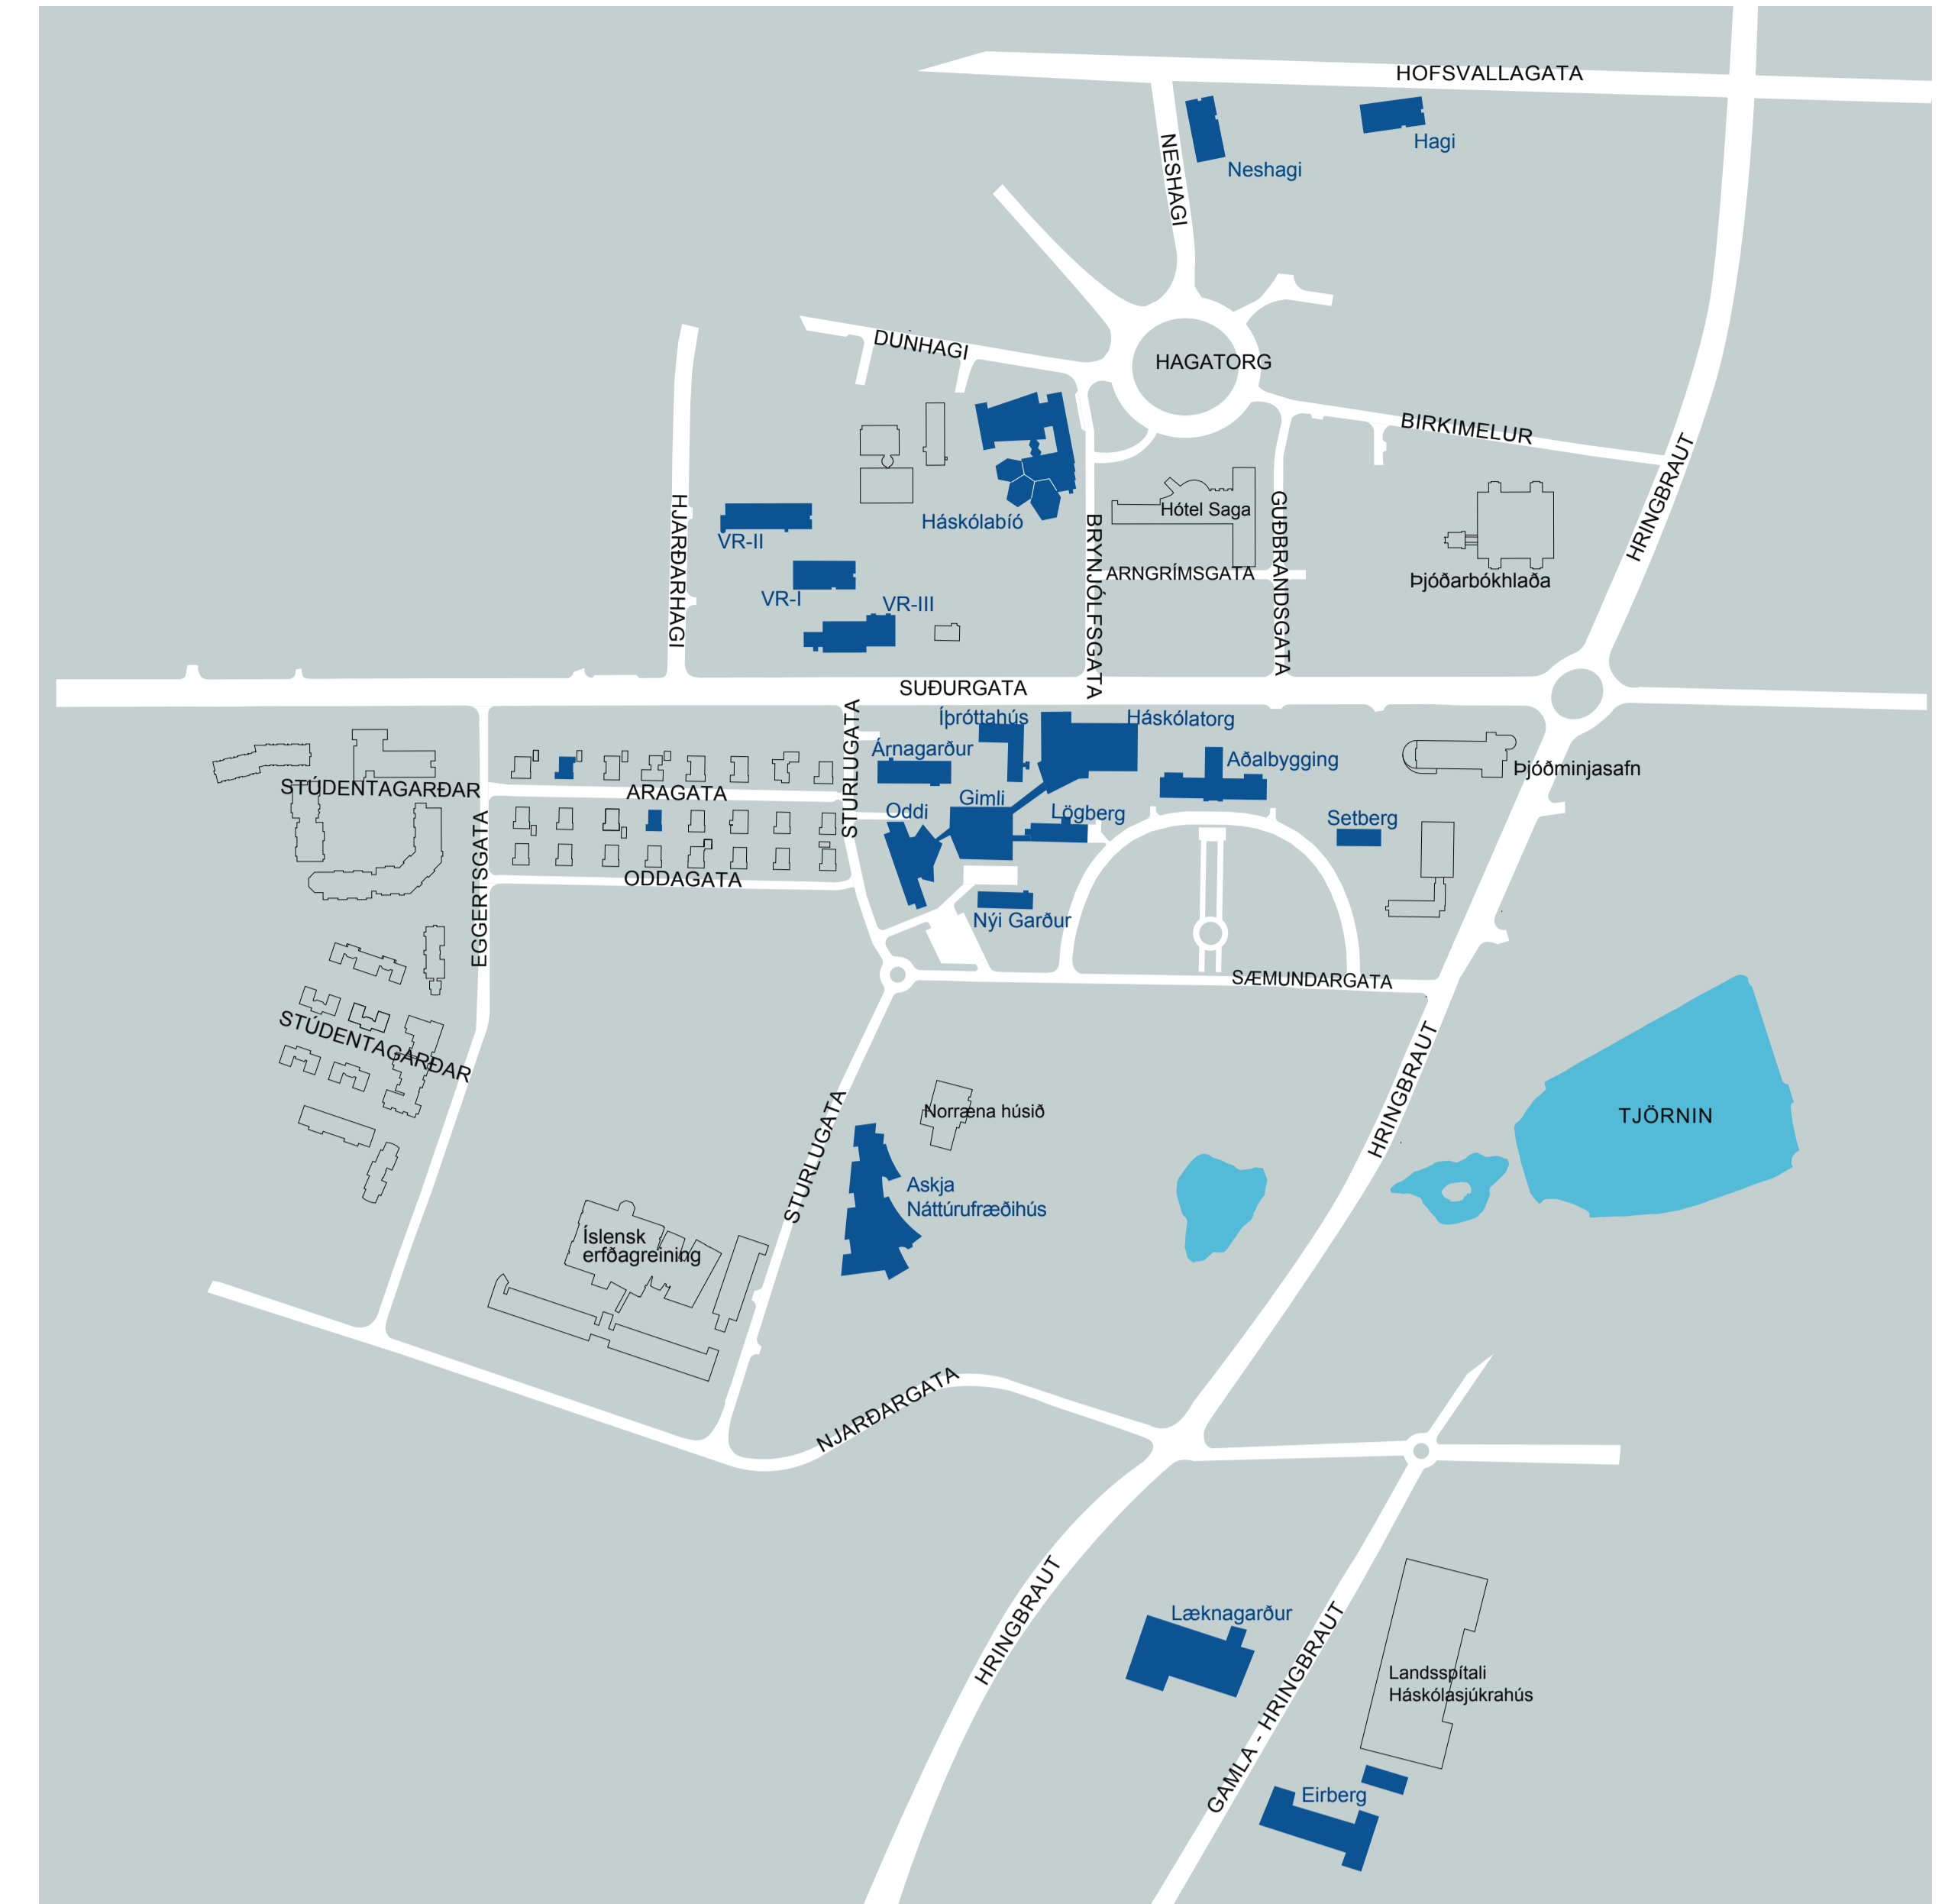 HOFSVALLAGATA
Hagi
NESHAGI
Neshagi
DUNHAGI
HAGATORG
BIRKIMELUR
HRINGBRAUT
Háskólabíó
Hótel Saga
GUÐBRANDSGATA
BRYNJÓLFSGATA
ARNGRÍMSGATA
Þjóðarbókhlaða
HJARÐARHAGI
VR-II
VR-I
VR-III
SUÐURGATA
STURLUGATA
Íþróttahús
Háskólatorg
Árnagarður
Aðalbygging
Þjóðminjasafn
STÚDENTAGARÐAR
ARAGATA
Oddi
Gimli
Lögberg
Setberg
EGGERTSGATA
ODDAGATA
Nýi Garður
SÆMUNDARGATA
STÚDENTAGARÐAR
HRINGBRAUT
TJÖRNIN
Norræna húsið
STURLUGATA
Askja
Náttúrufræðihús
Íslensk
erfðagreining
NJARÐARGATA
HRINGBRAUT
Læknagarður
GAMLA - HRINGBRAUT
Landsspítali
Háskólasjúkrahús
Eirberg